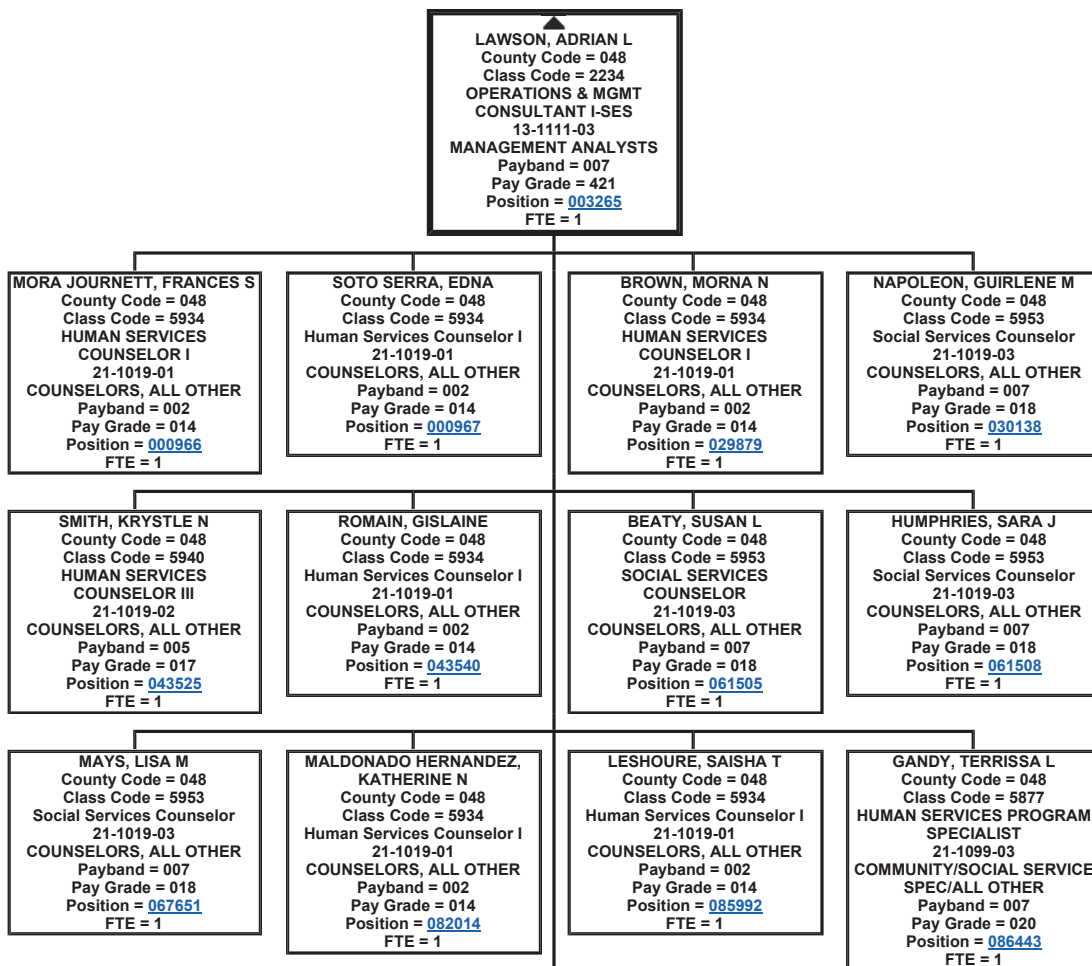 LAWSON, ADRIAN L
County Code = 048
Class Code = 2234
OPERATIONS & MGMT
CONSULTANT I-SES
13-1111-03
MANAGEMENT ANALYSTS
Payband = 007
Pay Grade = 421
Position = 003265
FTE = 1
MORA JOURNETT, FRANCES S
County Code = 048
Class Code = 5934
HUMAN SERVICES
COUNSELOR I
21-1019-01
COUNSELORS, ALL OTHER
Payband = 002
Pay Grade = 014
Position = 000966
FTE = 1
SOTO SERRA, EDNA
County Code = 048
Class Code = 5934
Human Services Counselor I
21-1019-01
COUNSELORS, ALL OTHER
Payband = 002
Pay Grade = 014
Position = 000967
FTE = 1
BROWN, MORNA N
County Code = 048
Class Code = 5934
HUMAN SERVICES
COUNSELOR I
21-1019-01
COUNSELORS, ALL OTHER
Payband = 002
Pay Grade = 014
Position = 029879
FTE = 1
NAPOLEON, GUIRLENE M
County Code = 048
Class Code = 5953
Social Services Counselor
21-1019-03
COUNSELORS, ALL OTHER
Payband = 007
Pay Grade = 018
Position = 030138
FTE = 1
SMITH, KRYSTLE N
County Code = 048
Class Code = 5940
HUMAN SERVICES
COUNSELOR III
21-1019-02
COUNSELORS, ALL OTHER
Payband = 005
Pay Grade = 017
Position = 043525
FTE = 1
ROMAIN, GISLAINE
County Code = 048
Class Code = 5934
Human Services Counselor I
21-1019-01
COUNSELORS, ALL OTHER
Payband = 002
Pay Grade = 014
Position = 043540
FTE = 1
BEATY, SUSAN L
County Code = 048
Class Code = 5953
SOCIAL SERVICES
COUNSELOR
21-1019-03
COUNSELORS, ALL OTHER
Payband = 007
Pay Grade = 018
Position = 061505
FTE = 1
HUMPHRIES, SARA J
County Code = 048
Class Code = 5953
Social Services Counselor
21-1019-03
COUNSELORS, ALL OTHER
Payband = 007
Pay Grade = 018
Position = 061508
FTE = 1
MAYS, LISA M
County Code = 048
Class Code = 5953
Social Services Counselor
21-1019-03
COUNSELORS, ALL OTHER
Payband = 007
Pay Grade = 018
Position = 067651
FTE = 1
MALDONADO HERNANDEZ,
KATHERINE N
County Code = 048
Class Code = 5934
Human Services Counselor I
21-1019-01
COUNSELORS, ALL OTHER
Payband = 002
Pay Grade = 014
Position = 082014
FTE = 1
LESHOURE, SAISHA T
County Code = 048
Class Code = 5934
Human Services Counselor I
21-1019-01
COUNSELORS, ALL OTHER
Payband = 002
Pay Grade = 014
Position = 085992
FTE = 1
GANDY, TERRISSA L
County Code = 048
Class Code = 5877
HUMAN SERVICES PROGRAM
SPECIALIST
21-1099-03
COMMUNITY/SOCIAL SERVICE
SPEC/ALL OTHER
Payband = 007
Pay Grade = 020
Position = 086443
FTE = 1